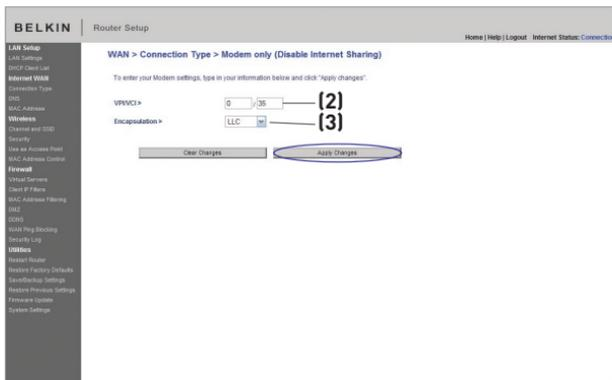 BELKIN
Router Setup
Home | Help | Logout Internet Status: Connection
LAN Setup
LAN Settings
DHCP Client List
Internet WAN
Connection Type
DNS
MAC Address
Wireless
Channel and SSID
Security
Use as Access Point
MAC Address Control
Firewall
Virtual Servers
Client IP Filters
MAC Address Filtering
DMZ
DDNS
WAN Ping Blocking
Security Log
Utilities
Restart Router
Restore Factory Defaults
Save/Backup Settings
Restore Previous Settings
Firmware Update
System Settings
WAN > Connection Type > Modem only (Disable Internet Sharing)
To enter your Modem settings, type in your information below and click "Apply changes".
VPI/VCI > 0 / 35 (2)
Encapsulation > LLC (3)
Clear Changes Apply Changes